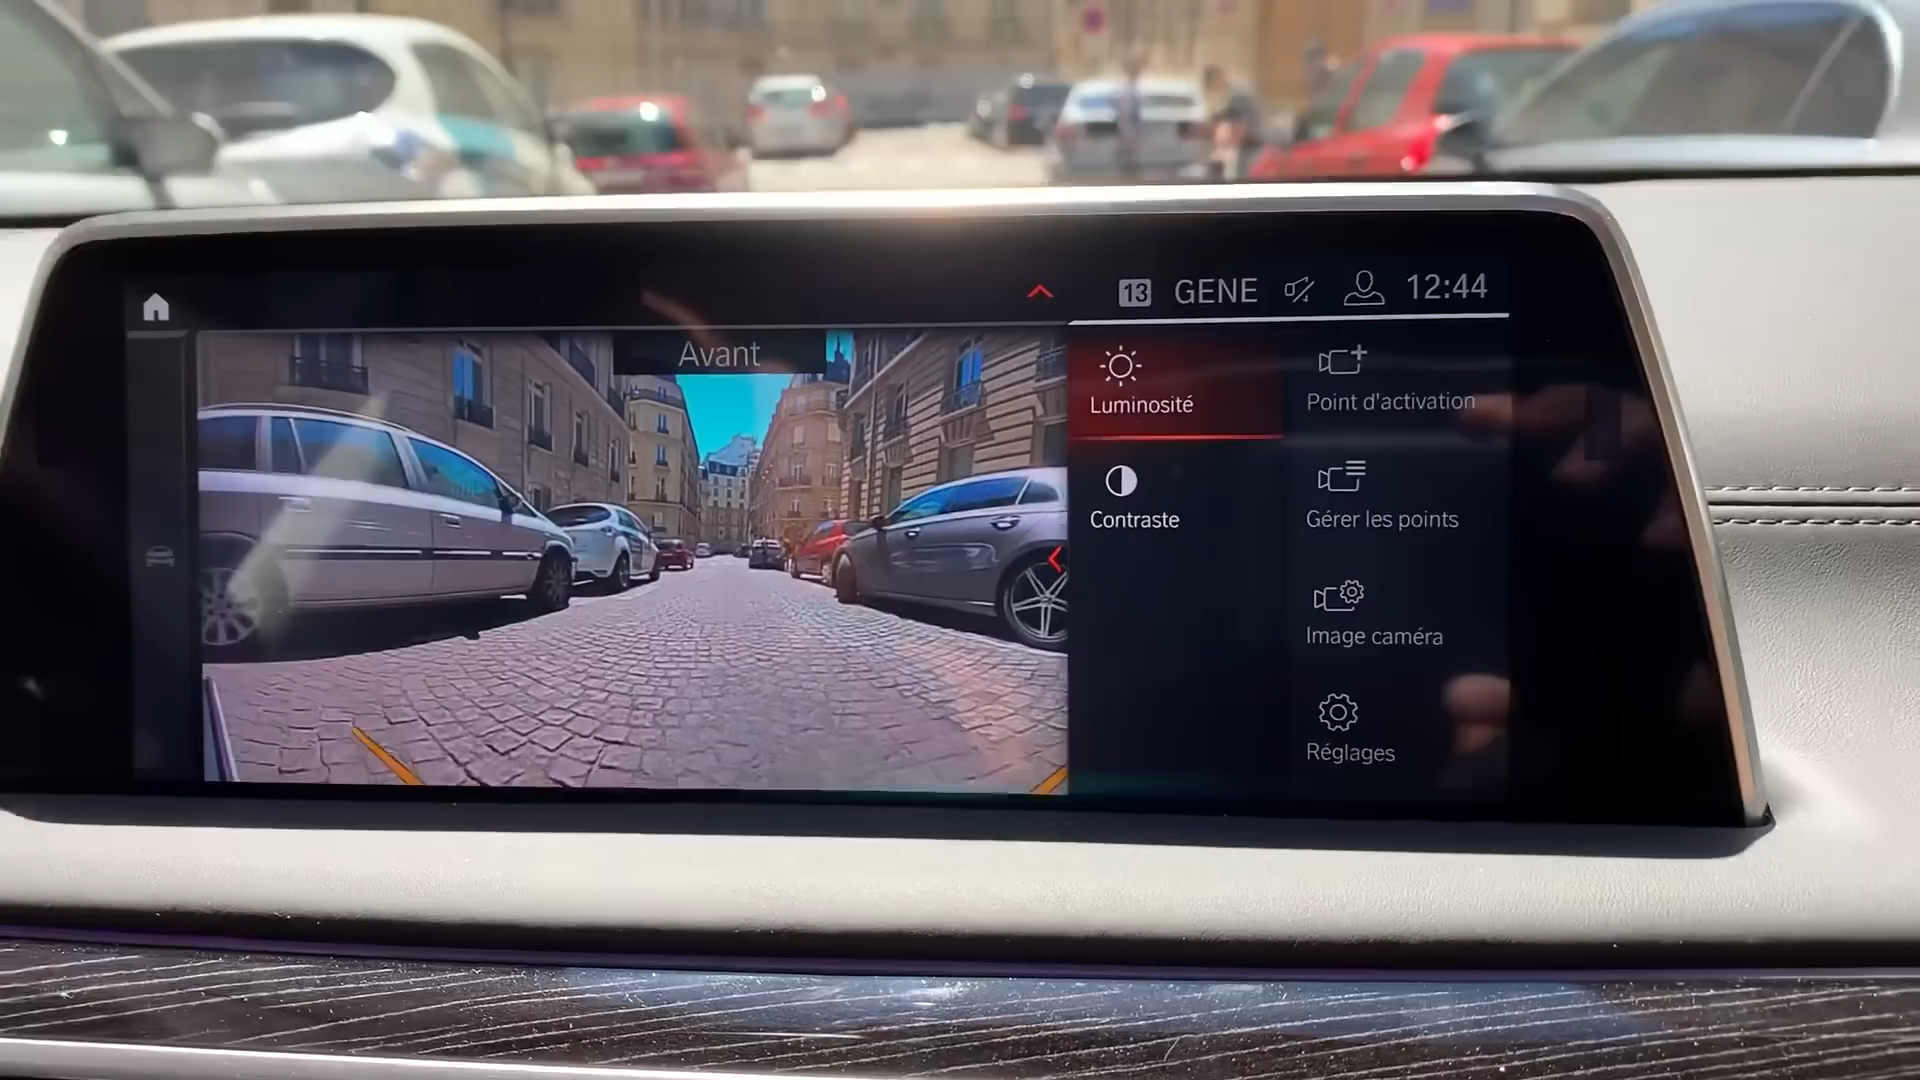 13 GENE 12:44
Avant
Luminosité
Point d'activation
Contraste
Gérer les points
Image caméra
Réglages